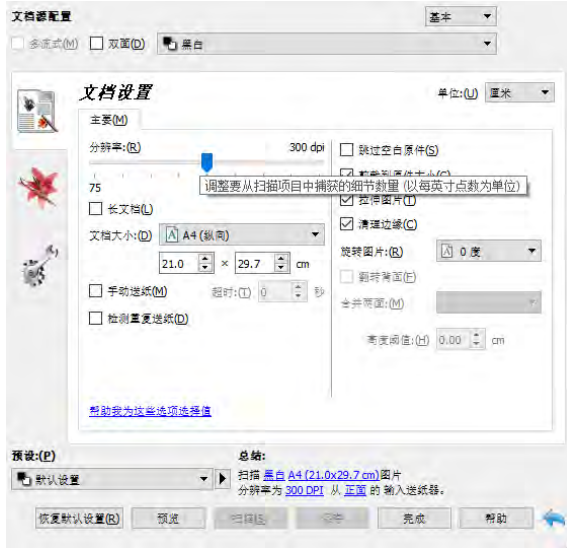 文档源配置
基本
多流式(M)
双面(D)
黑白
文档设置
单位:(U) 厘米
主要(M)
分辨率:(R) 300 dpi
75
调整要从扫描项目中捕获的细节数量 (以每英寸点数为单位)
长文档(L)
文档大小:(D) A4 (纵向)
21.0 × 29.7 cm
手动送纸(M) 超时:(T) 0 秒
检测重复送纸(D)
跳过空白原件(S)
拉伸图片(T)
清理边缘(C)
旋转图片:(R) 0 度
翻转背面(F)
合并两面:(M)
亮度阈值:(H) 0.00 cm
帮助我为这些选项选择值
预设:(P)
默认设置
总结:
扫描 黑白 A4 (21.0x29.7 cm)图片
分辨率为 300 DPI 从 正面 的 输入送纸器。
恢复默认设置(R) 预览 扫描(S) 完成 帮助